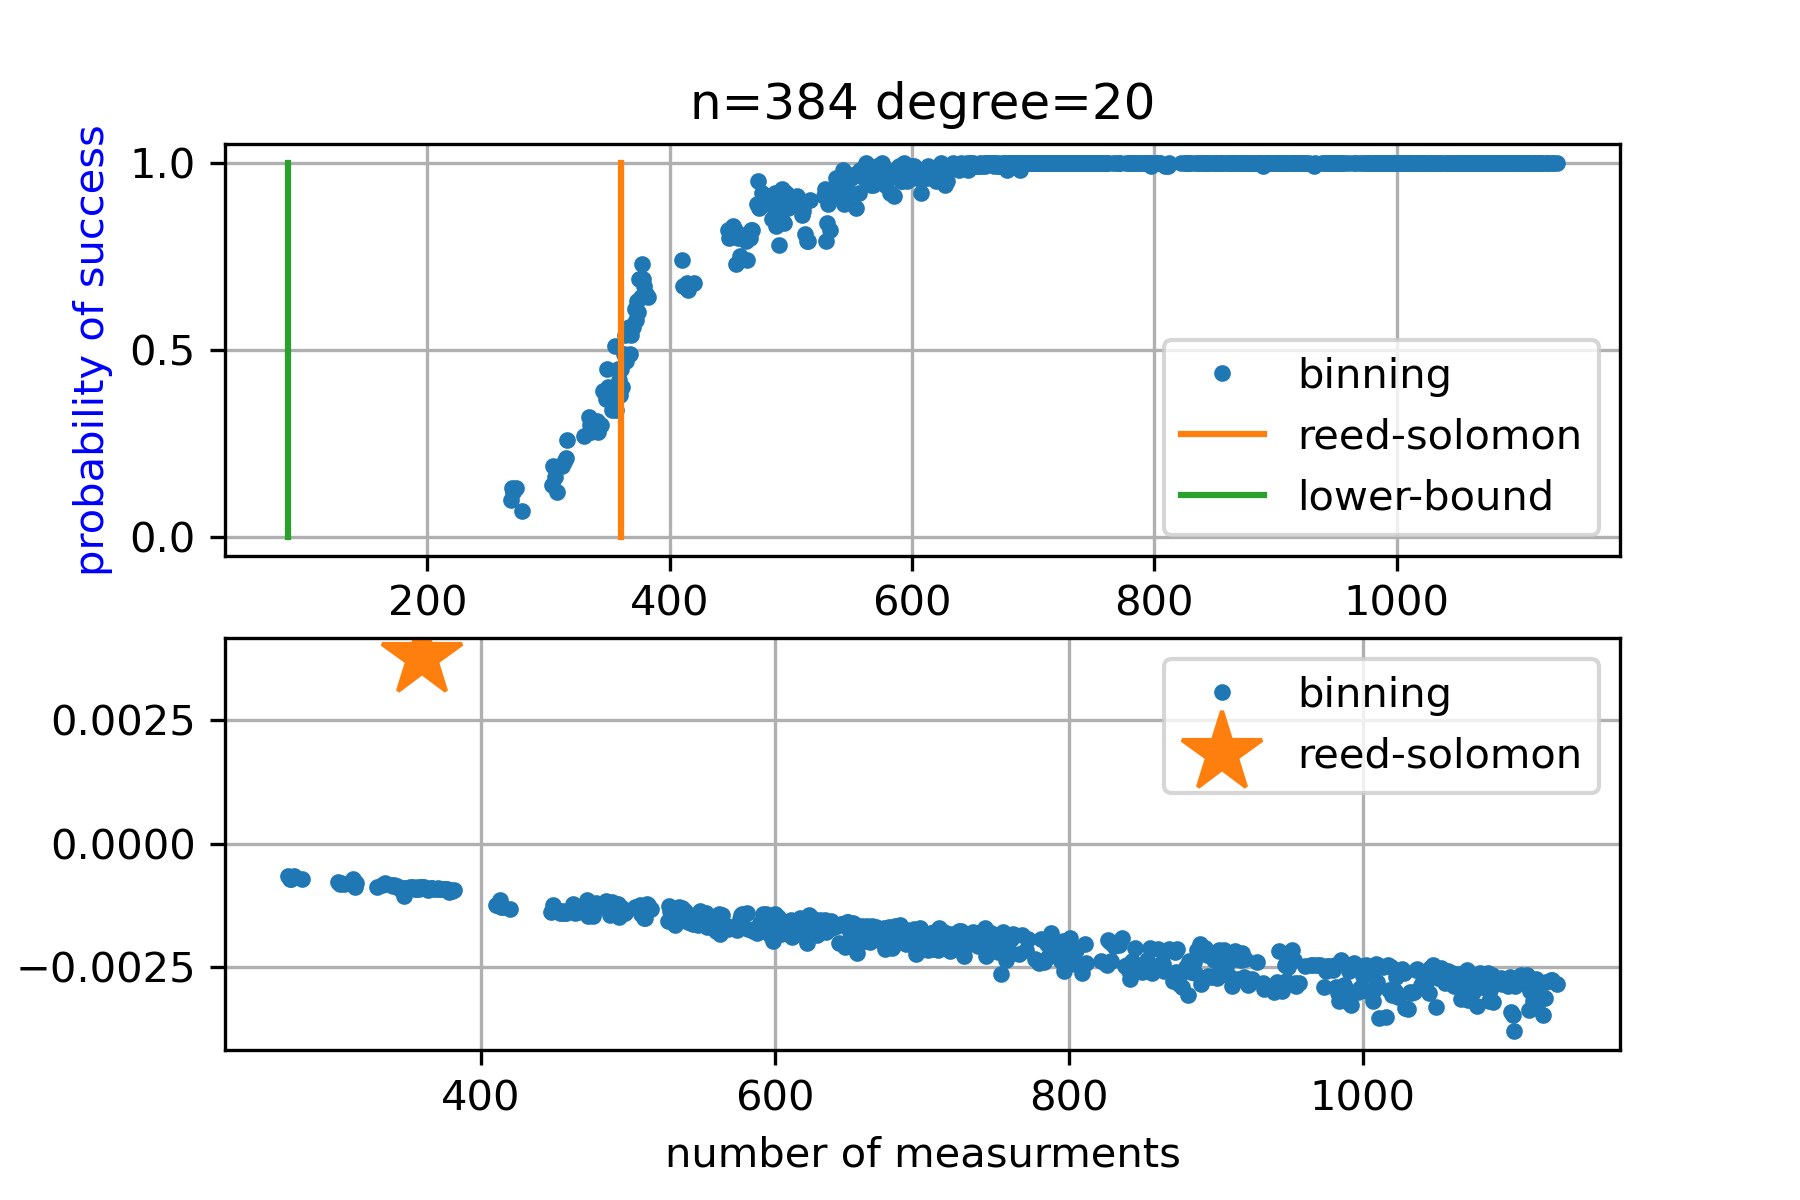 n=384 degree=20
probability of success
1.0
0.5
0.0
binning
reed-solomon
lower-bound
200 400 600 800 1000
binning
reed-solomon
0.0025
0.0000
−0.0025
400 600 800 1000
number of measurments